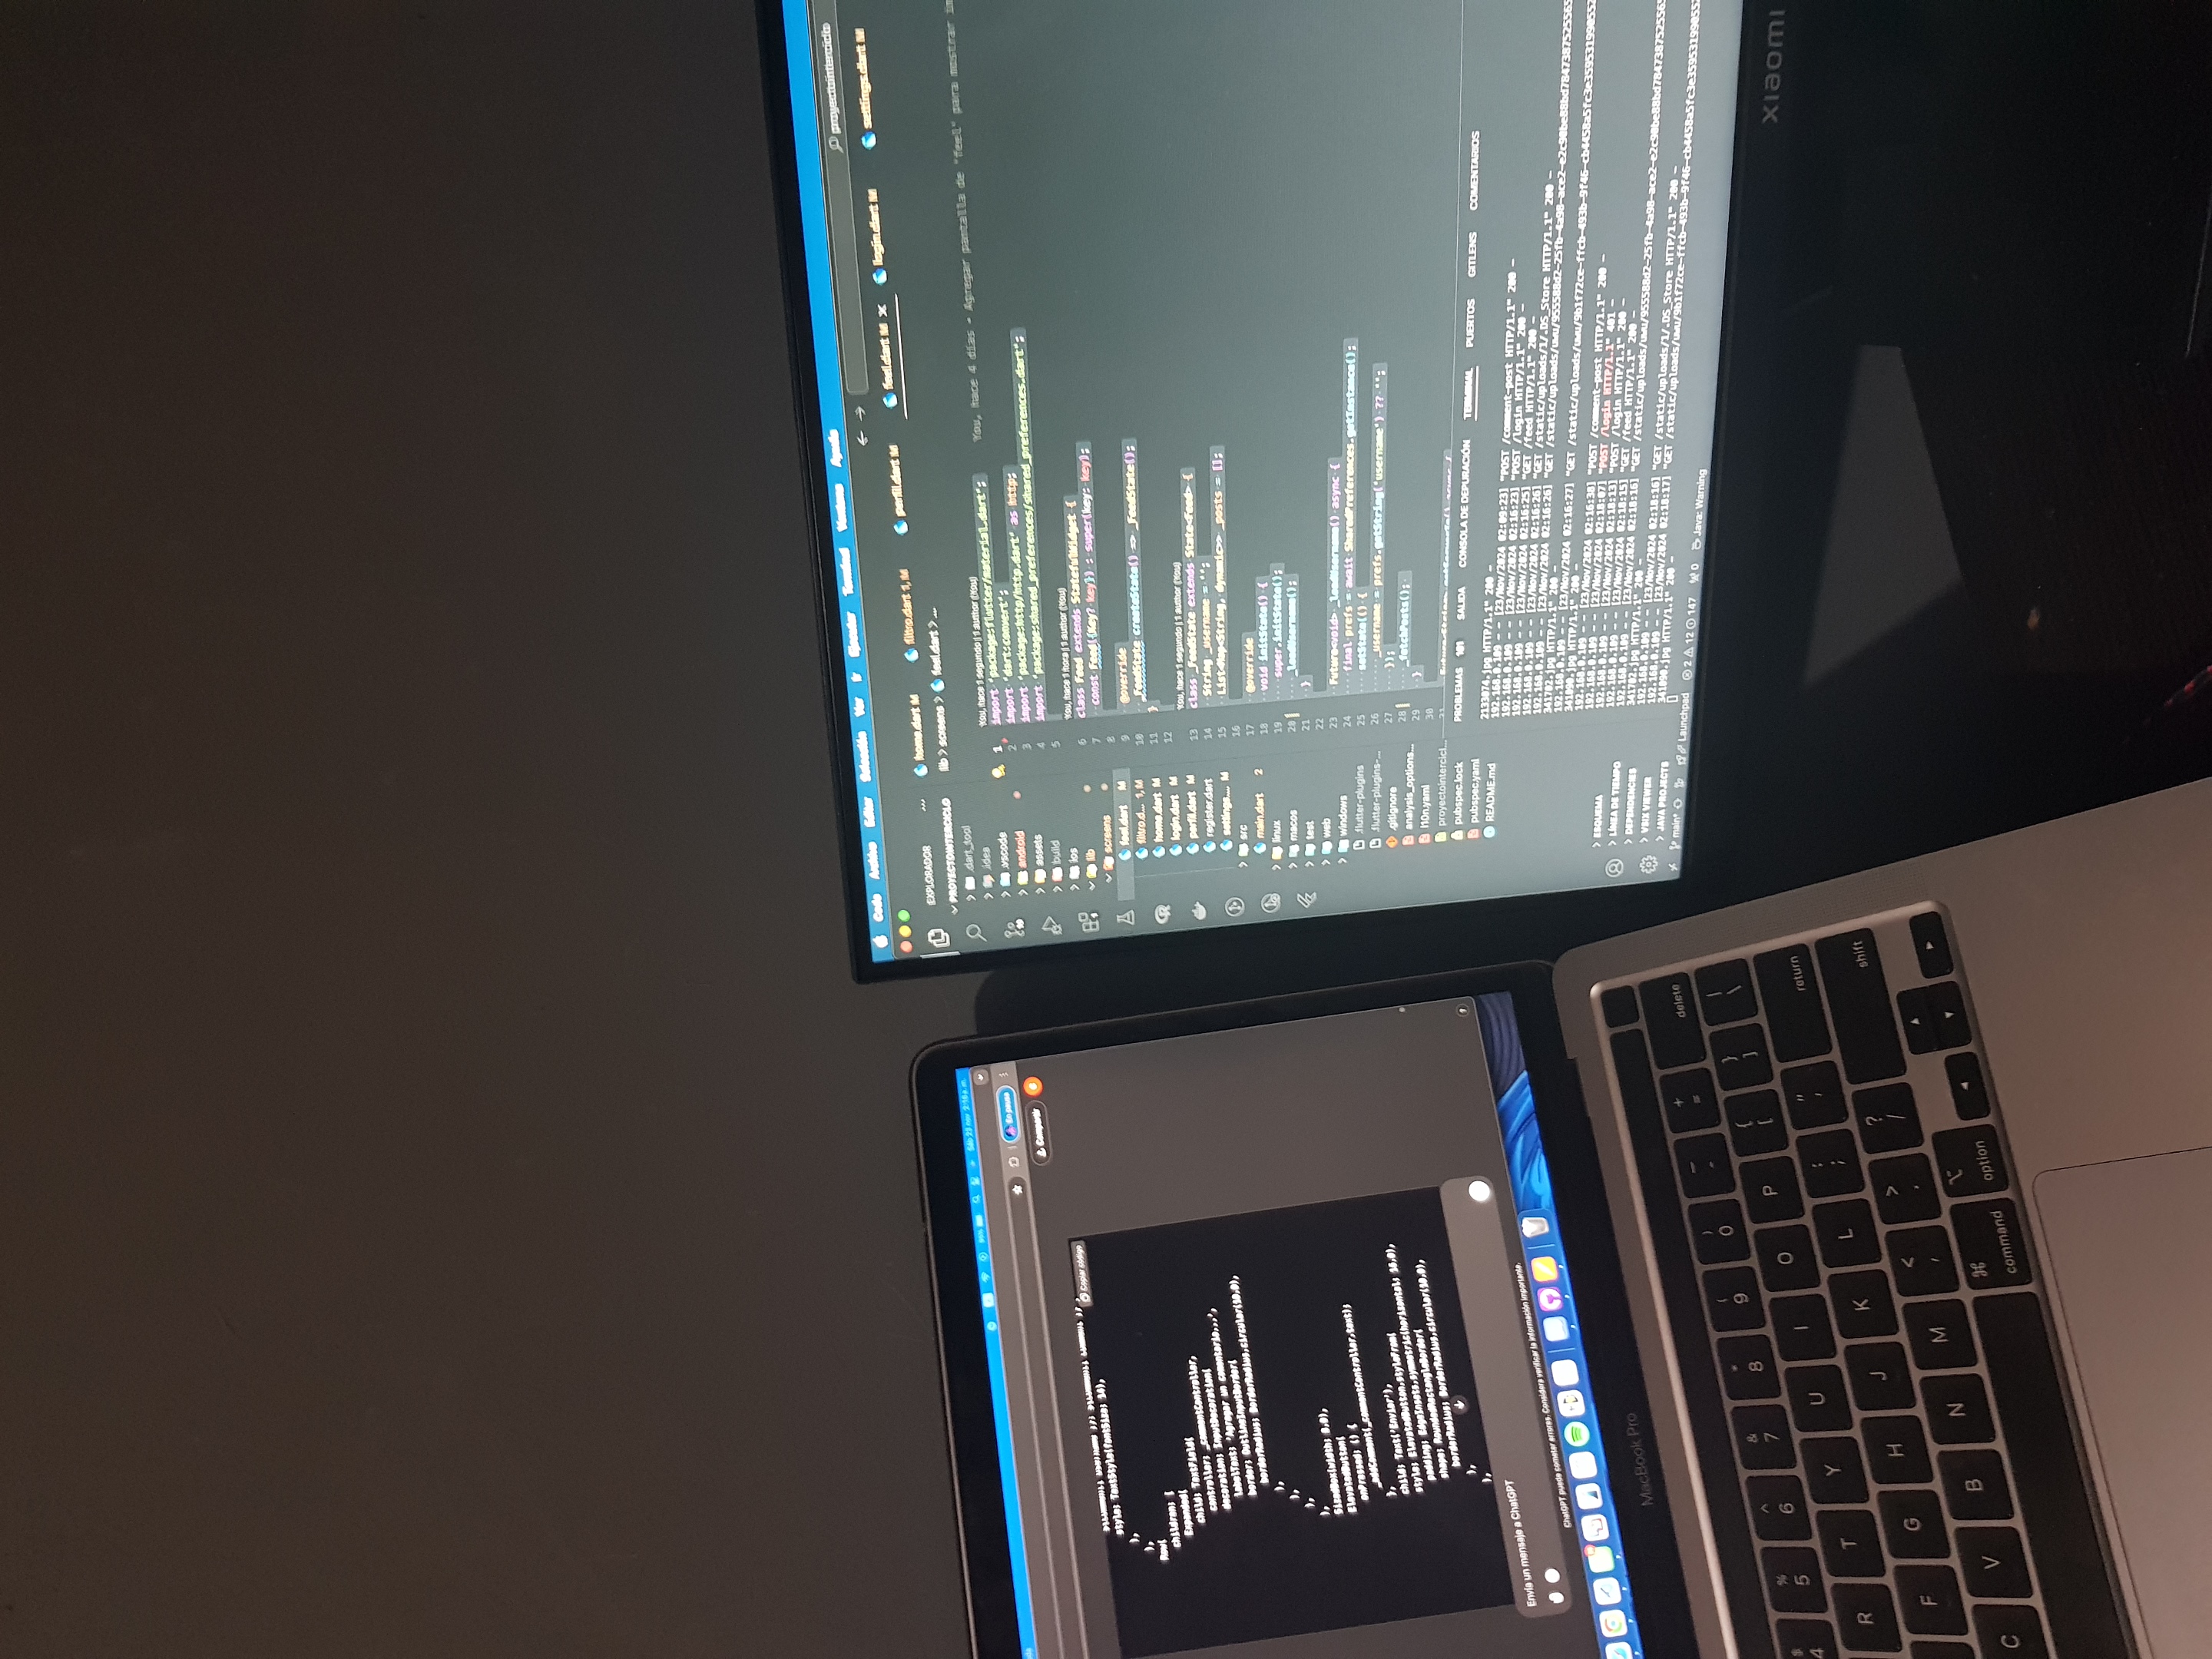 Sáb 23 nov 2:18 a. m.
En pausa
Compartir
Copiar código
style: TextStyle(fontSize: 14),
),
),
Row(
children: [
Expanded(
child: TextField(
controller: _commentController,
decoration: InputDecoration(
labelText: 'Agregar un comentario...',
border: OutlineInputBorder(
borderRadius: BorderRadius.circular(10.0),
),
),
),
),
SizedBox(width: 8.0),
ElevatedButton(
onPressed: () {
_addComment(_commentController.text);
},
child: Text('Enviar'),
style: ElevatedButton.styleFrom(
padding: EdgeInsets.symmetric(horizontal: 16.0),
shape: RoundedRectangleBorder(
borderRadius: BorderRadius.circular(10.0),
),
),
Envía un mensaje a ChatGPT
ChatGPT puede cometer errores. Considera verificar la información importante.
MacBook Pro
delete
return
shift
command
option
$ 4 % 5 ^ 6 & 7 * 8 ( 9 ) 0 _ - + =
R T Y U I O P { [ } ] | \
F G H J K L : ; " '
C V B N M < , > . ? /
Code Archivo Editar Selección Ver Ir Ejecutar Terminal Ventana Ayuda
proyectointerciclo
home.dart M filtro.dart 1, M perfil.dart M feel.dart M login.dart M settings.dart M
EXPLORADOR
PROYECTOINTERCICLO
.dart_tool
.idea
.vscode
android
assets
build
ios
lib
screens
feel.dart M
filtro.d... 1, M
home.dart M
login.dart M
perfil.dart M
register.dart
settings.... M
src
main.dart 2
linux
macos
test
web
windows
.flutter-plugins
.flutter-plugins-...
.gitignore
analysis_options...
l10n.yaml
proyectointercicl...
pubspec.lock
pubspec.yaml
README.md
ESQUEMA
LÍNEA DE TIEMPO
DEPENDENCIES
VSIX VIEWER
JAVA PROJECTS
lib > screens > feel.dart > ...
You, hace 1 segundo | 1 author (You)
1 import 'package:flutter/material.dart'; You, hace 4 días • Agregar pantalla de "feel" para mostrar im
2 import 'dart:convert';
3 import 'package:http/http.dart' as http;
4 import 'package:shared_preferences/shared_preferences.dart';
5
You, hace 1 hora | 1 author (You)
6 class Feed extends StatefulWidget {
7 const Feed({Key? key}) : super(key: key);
8
9 @override
10 _FeedState createState() => _FeedState();
11 }
12
You, hace 1 segundo | 1 author (You)
13 class _FeedState extends State<Feed> {
14 String _username = '';
15 List<Map<String, dynamic>> _posts = [];
16
17 @override
18 void initState() {
19 super.initState();
20 _loadUsername();
21 }
22
23 Future<void> _loadUsername() async {
24 final prefs = await SharedPreferences.getInstance();
25 setState(() {
26 _username = prefs.getString('username') ?? '';
27 });
28 _fetchPosts();
29 }
30
31 Future<String> getServerIp() async {
PROBLEMAS 161 SALIDA CONSOLA DE DEPURACIÓN TERMINAL PUERTOS GITLENS COMENTARIOS
2133074.jpg HTTP/1.1" 200 -
192.168.0.109 - - [23/Nov/2024 02:09:23] "POST /comment-post HTTP/1.1" 200 -
192.168.0.109 - - [23/Nov/2024 02:16:23] "POST /login HTTP/1.1" 200 -
192.168.0.109 - - [23/Nov/2024 02:16:25] "GET /feed HTTP/1.1" 200 -
192.168.0.109 - - [23/Nov/2024 02:16:26] "GET /static/uploads/1/.DS_Store HTTP/1.1" 200 -
192.168.0.109 - - [23/Nov/2024 02:16:26] "GET /static/uploads/uwu/955588d2-25fb-4a98-ace2-e2c90be88bd7847387525565
341782.jpg HTTP/1.1" 200 -
192.168.0.109 - - [23/Nov/2024 02:16:27] "GET /static/uploads/uwu/9b1f72ce-ffcb-493b-9f46-cb4458a5fc3e3595319905527
341090.jpg HTTP/1.1" 200 -
192.168.0.109 - - [23/Nov/2024 02:16:38] "POST /comment-post HTTP/1.1" 200 -
192.168.0.109 - - [23/Nov/2024 02:18:07] "POST /login HTTP/1.1" 401 -
192.168.0.109 - - [23/Nov/2024 02:18:13] "POST /login HTTP/1.1" 200 -
192.168.0.109 - - [23/Nov/2024 02:18:15] "GET /feed HTTP/1.1" 200 -
192.168.0.109 - - [23/Nov/2024 02:18:16] "GET /static/uploads/uwu/955588d2-25fb-4a98-ace2-e2c90be88bd7847387525565
341782.jpg HTTP/1.1" 200 -
192.168.0.109 - - [23/Nov/2024 02:18:16] "GET /static/uploads/1/.DS_Store HTTP/1.1" 200 -
192.168.0.109 - - [23/Nov/2024 02:18:17] "GET /static/uploads/uwu/9b1f72ce-ffcb-493b-9f46-cb4458a5fc3e359531990552
341090.jpg HTTP/1.1" 200 -
main* Launchpad 2 12 147 0 Java: Warning
xiaomi